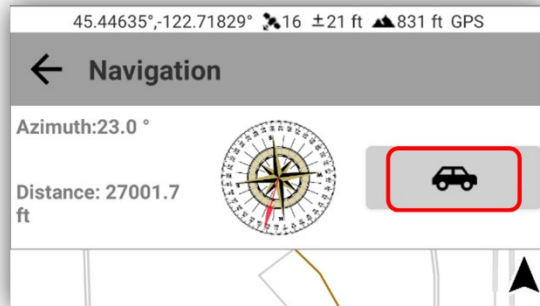 45.44635°,-122.71829° 16 ±21 ft 831 ft GPS
Navigation
Azimuth:23.0 °
Distance: 27001.7
ft